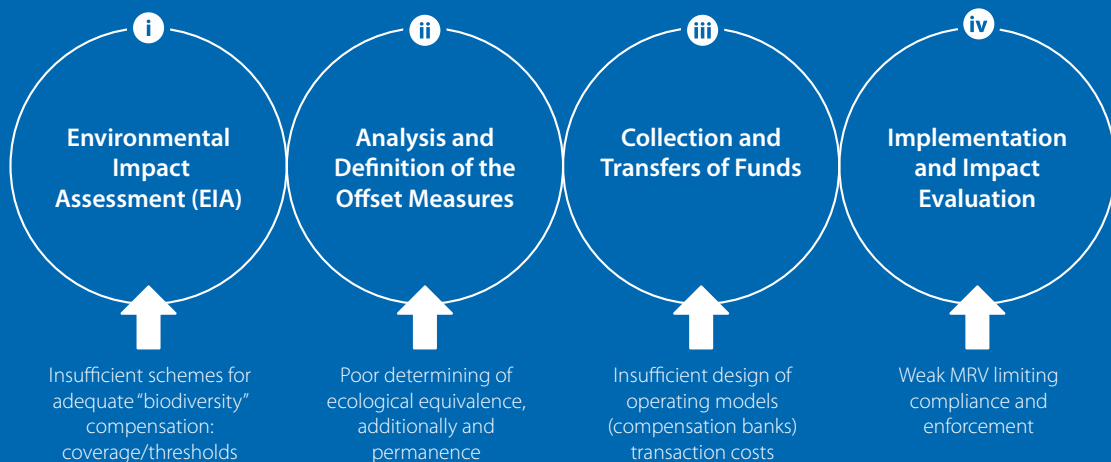 i
Environmental
Impact
Assessment (EIA)
Insufficient schemes for
adequate “biodiversity”
compensation:
coverage/thresholds
ii
Analysis and
Definition of the
Offset Measures
Poor determining of
ecological equivalence,
additionally and
permanence
iii
Collection and
Transfers of Funds
Insufficient design of
operating models
(compensation banks)
transaction costs
iv
Implementation
and Impact
Evaluation
Weak MRV limiting
compliance and
enforcement